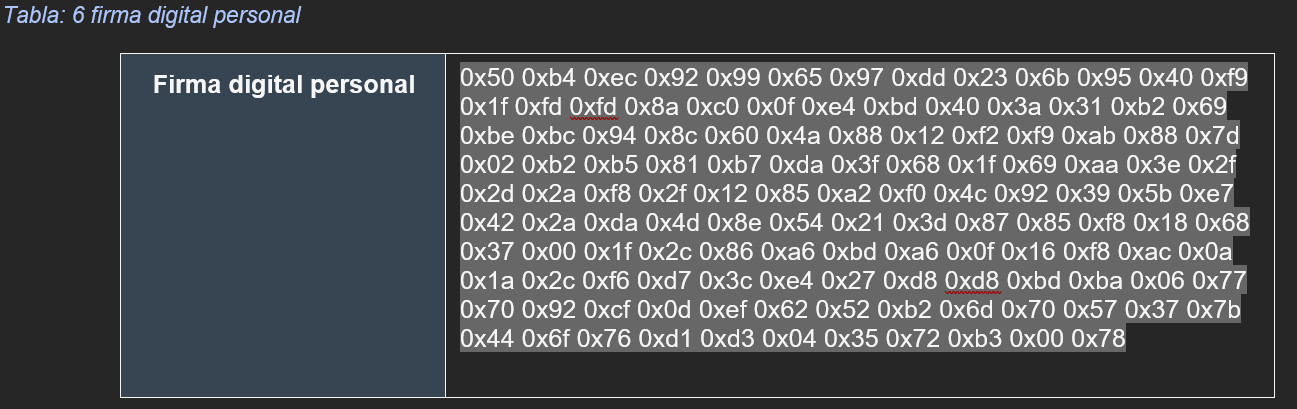 Tabla: 6 firma digital personal
Firma digital personal
0x50 0xb4 0xec 0x92 0x99 0x65 0x97 0xdd 0x23 0x6b 0x95 0x40 0xf9
0x1f 0xfd 0xfd 0x8a 0xc0 0x0f 0xe4 0xbd 0x40 0x3a 0x31 0xb2 0x69
0xbe 0xbc 0x94 0x8c 0x60 0x4a 0x88 0x12 0xf2 0xf9 0xab 0x88 0x7d
0x02 0xb2 0xb5 0x81 0xb7 0xda 0x3f 0x68 0x1f 0x69 0xaa 0x3e 0x2f
0x2d 0x2a 0xf8 0x2f 0x12 0x85 0xa2 0xf0 0x4c 0x92 0x39 0x5b 0xe7
0x42 0x2a 0xda 0x4d 0x8e 0x54 0x21 0x3d 0x87 0x85 0xf8 0x18 0x68
0x37 0x00 0x1f 0x2c 0x86 0xa6 0xbd 0xa6 0x0f 0x16 0xf8 0xac 0x0a
0x1a 0x2c 0xf6 0xd7 0x3c 0xe4 0x27 0xd8 0xd8 0xbd 0xba 0x06 0x77
0x70 0x92 0xcf 0x0d 0xef 0x62 0x52 0xb2 0x6d 0x70 0x57 0x37 0x7b
0x44 0x6f 0x76 0xd1 0xd3 0x04 0x35 0x72 0xb3 0x00 0x78